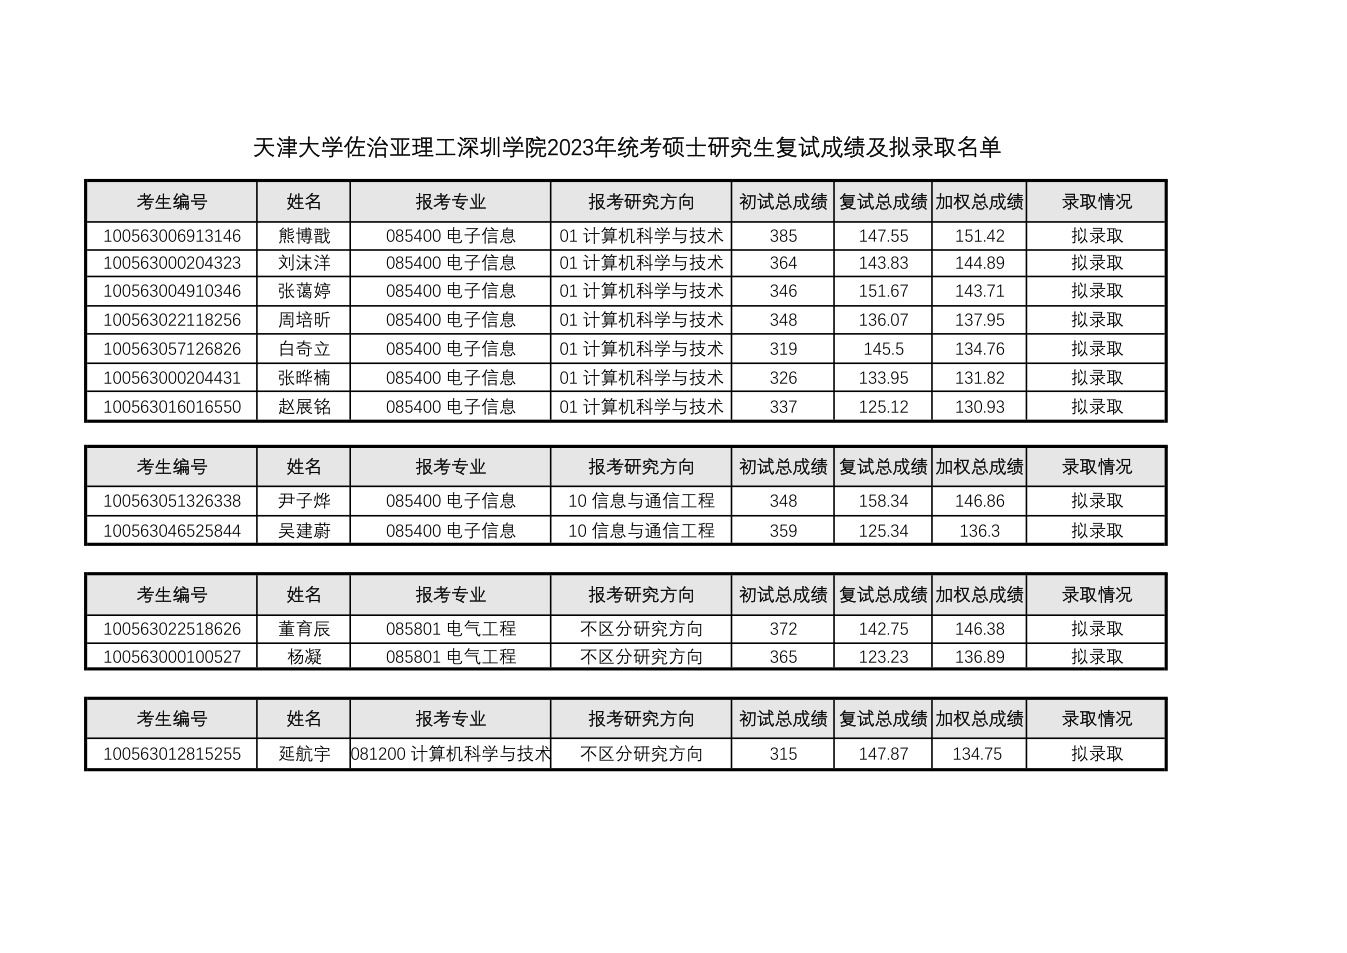 天津大学佐治亚理工深圳学院2023年统考硕士研究生复试成绩及拟录取名单
考生编号 姓名 报考专业 报考研究方向 初试总成绩 复试总成绩 加权总成绩 录取情况
100563006913146 熊博戬 085400 电子信息 01 计算机科学与技术 385 147.55 151.42 拟录取
100563000204323 刘沫洋 085400 电子信息 01 计算机科学与技术 364 143.83 144.89 拟录取
100563004910346 张蔼婷 085400 电子信息 01 计算机科学与技术 346 151.67 143.71 拟录取
100563022118256 周培昕 085400 电子信息 01 计算机科学与技术 348 136.07 137.95 拟录取
100563057126826 白奇立 085400 电子信息 01 计算机科学与技术 319 145.5 134.76 拟录取
100563000204431 张晔楠 085400 电子信息 01 计算机科学与技术 326 133.95 131.82 拟录取
100563016016550 赵展铭 085400 电子信息 01 计算机科学与技术 337 125.12 130.93 拟录取
考生编号 姓名 报考专业 报考研究方向 初试总成绩 复试总成绩 加权总成绩 录取情况
100563051326338 尹子烨 085400 电子信息 10 信息与通信工程 348 158.34 146.86 拟录取
100563046525844 吴建蔚 085400 电子信息 10 信息与通信工程 359 125.34 136.3 拟录取
考生编号 姓名 报考专业 报考研究方向 初试总成绩 复试总成绩 加权总成绩 录取情况
100563022518626 董育辰 085801 电气工程 不区分研究方向 372 142.75 146.38 拟录取
100563000100527 杨凝 085801 电气工程 不区分研究方向 365 123.23 136.89 拟录取
考生编号 姓名 报考专业 报考研究方向 初试总成绩 复试总成绩 加权总成绩 录取情况
100563012815255 延航宇 081200 计算机科学与技术 不区分研究方向 315 147.87 134.75 拟录取